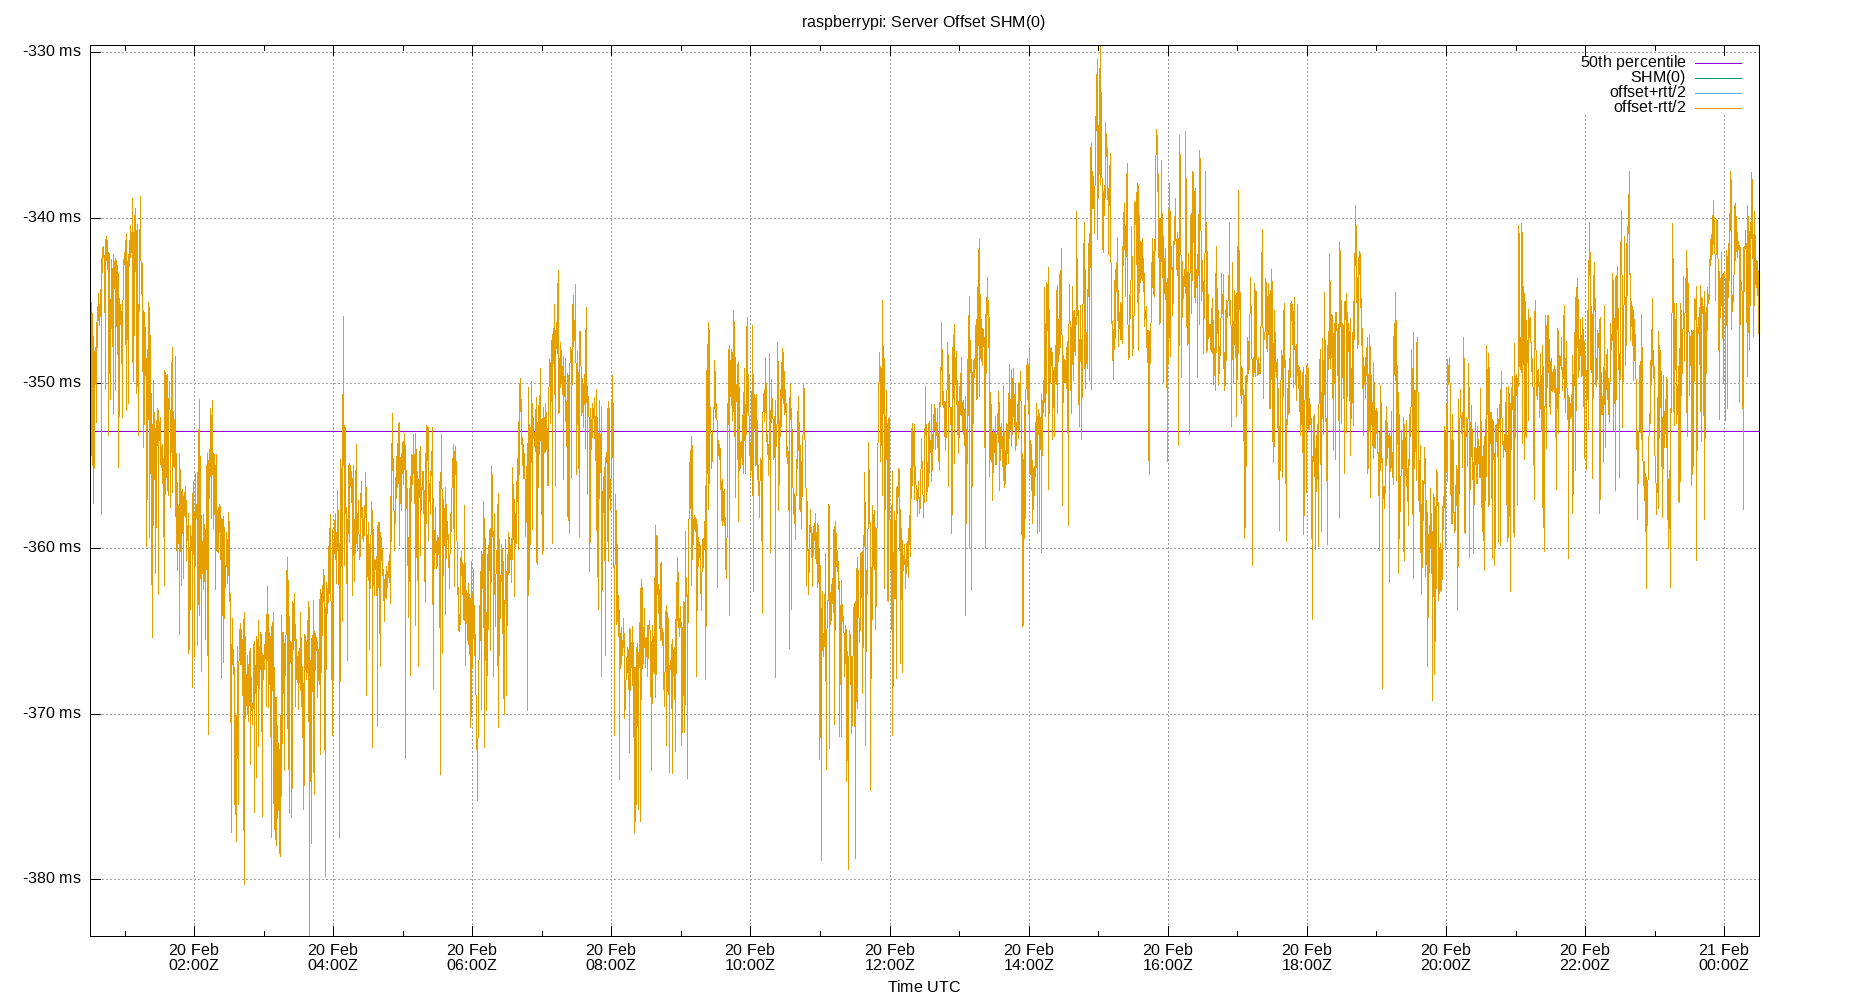 raspberrypi: Server Offset SHM(0)
-330 ms
-340 ms
-350 ms
-360 ms
-370 ms
-380 ms
50th percentile
SHM(0)
offset+rtt/2
offset-rtt/2
20 Feb 20 Feb 20 Feb 20 Feb 20 Feb 20 Feb 20 Feb 20 Feb 20 Feb 20 Feb 20 Feb 21 Feb
02:00Z 04:00Z 06:00Z 08:00Z 10:00Z 12:00Z 14:00Z 16:00Z 18:00Z 20:00Z 22:00Z 00:00Z
Time UTC